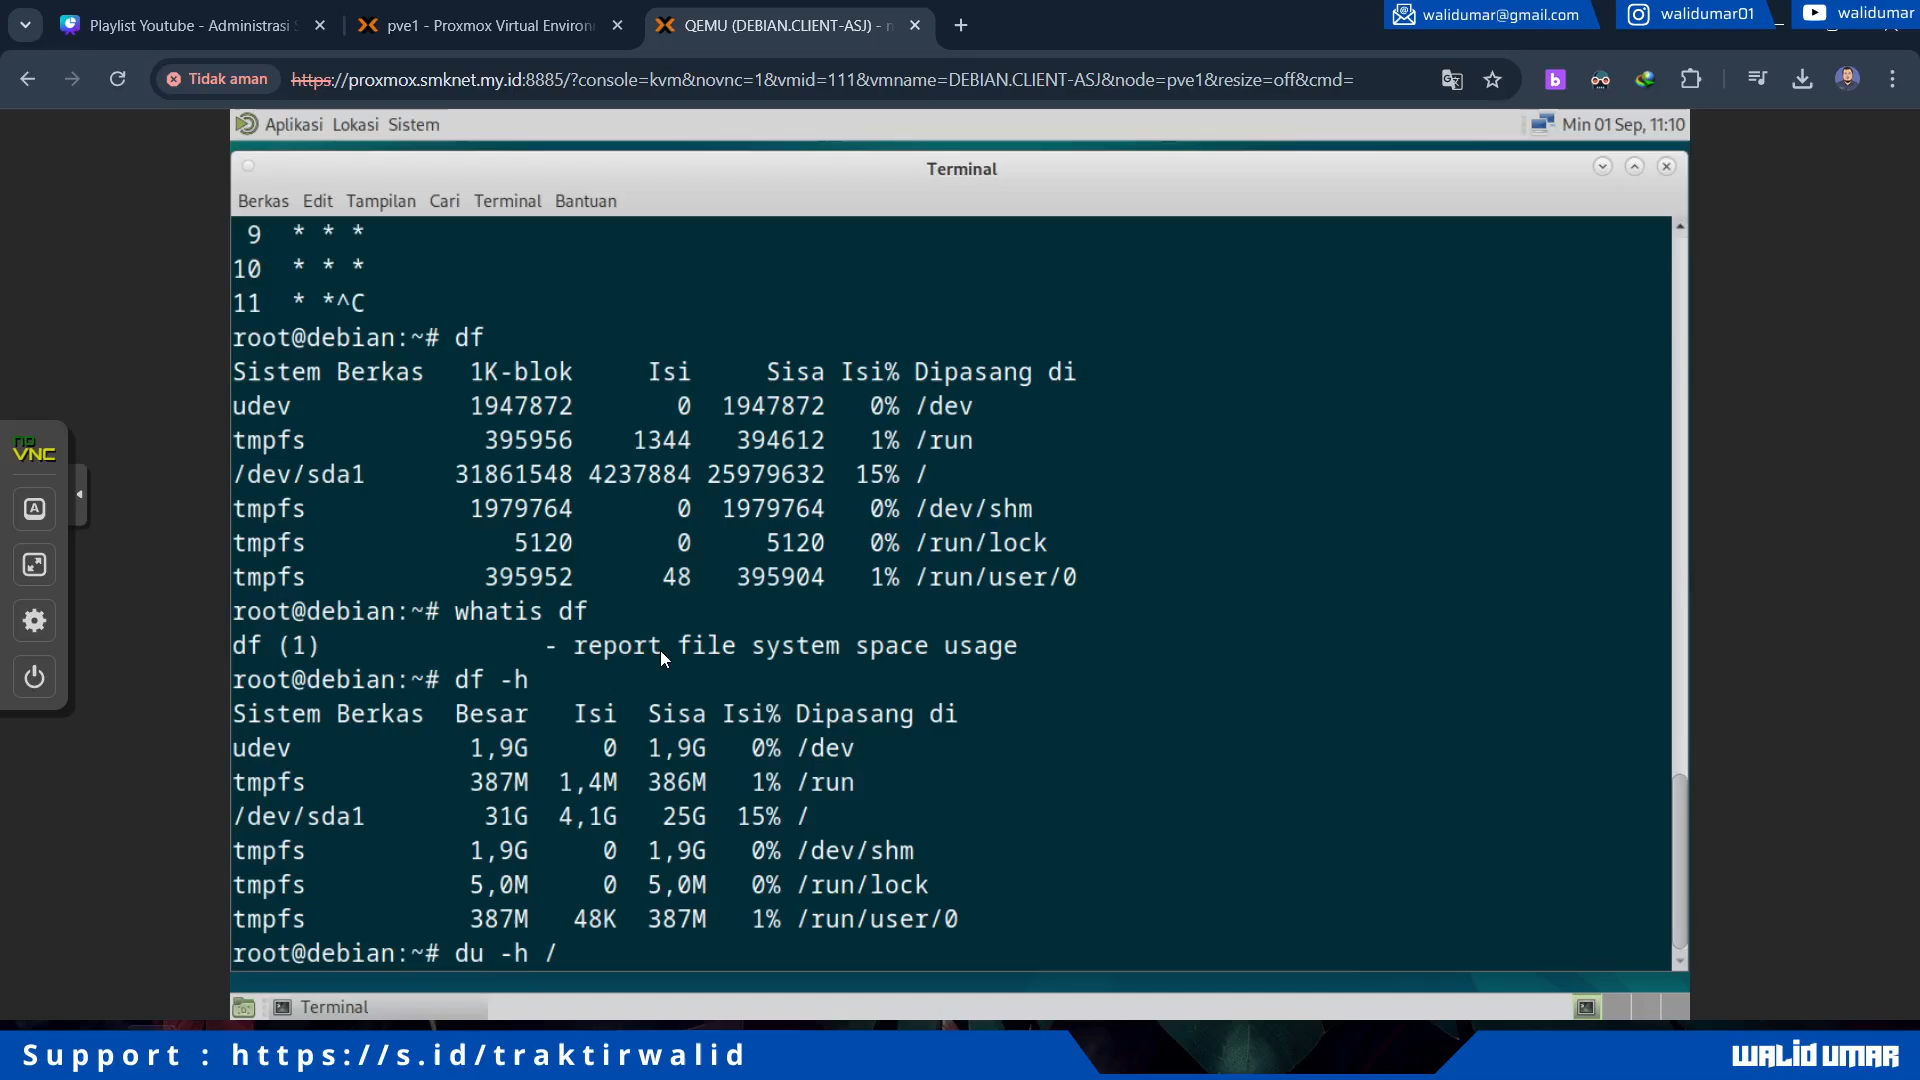 Playlist Youtube - Administrasi S
pve1 - Proxmox Virtual Environ
QEMU (DEBIAN.CLIENT-ASJ) - n
walidumar@gmail.com
walidumar01
walidumar
Tidak aman
https://proxmox.smknet.my.id:8885/?console=kvm&novnc=1&vmid=111&vmname=DEBIAN.CLIENT-ASJ&node=pve1&resize=off&cmd=
Aplikasi Lokasi Sistem
Min 01 Sep, 11:10
Terminal
Berkas Edit Tampilan Cari Terminal Bantuan
9 * * *
10 * * *
11 * *^C
root@debian:~# df
Sistem Berkas 1K-blok Isi Sisa Isi% Dipasang di
udev 1947872 0 1947872 0% /dev
tmpfs 395956 1344 394612 1% /run
/dev/sda1 31861548 4237884 25979632 15% /
tmpfs 1979764 0 1979764 0% /dev/shm
tmpfs 5120 0 5120 0% /run/lock
tmpfs 395952 48 395904 1% /run/user/0
root@debian:~# whatis df
df (1) - report file system space usage
root@debian:~# df -h
Sistem Berkas Besar Isi Sisa Isi% Dipasang di
udev 1,9G 0 1,9G 0% /dev
tmpfs 387M 1,4M 386M 1% /run
/dev/sda1 31G 4,1G 25G 15% /
tmpfs 1,9G 0 1,9G 0% /dev/shm
tmpfs 5,0M 0 5,0M 0% /run/lock
tmpfs 387M 48K 387M 1% /run/user/0
root@debian:~# du -h /
no
VNC
A
Terminal
Support : https://s.id/traktirwalid
WALID UMAR